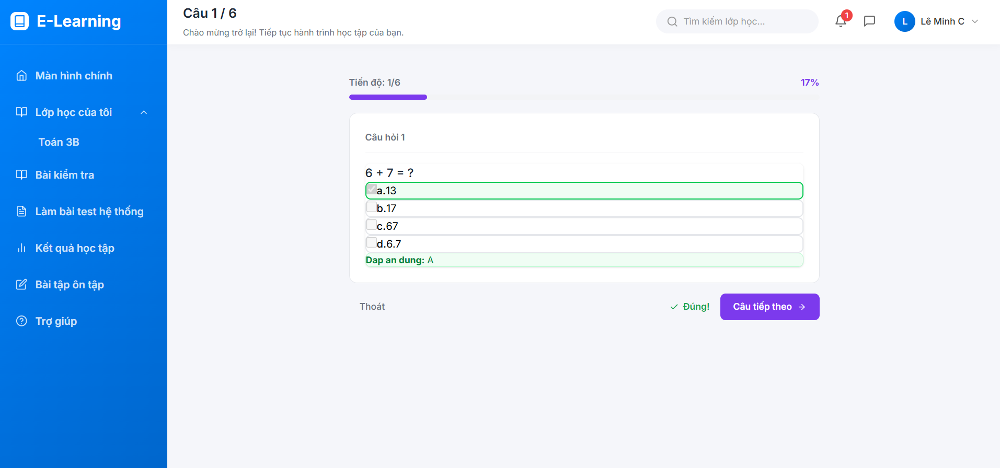 E-Learning
Màn hình chính
Lớp học của tôi
Toán 3B
Bài kiểm tra
Làm bài test hệ thống
Kết quả học tập
Bài tập ôn tập
Trợ giúp
Câu 1 / 6
Chào mừng trở lại! Tiếp tục hành trình học tập của bạn.
Tìm kiếm lớp học...
1
L
Lê Minh C
Tiến độ: 1/6
17%
Câu hỏi 1
6 + 7 = ?
a.13
b.17
c.67
d.6.7
Dap an dung: A
Thoát
Đúng!
Câu tiếp theo